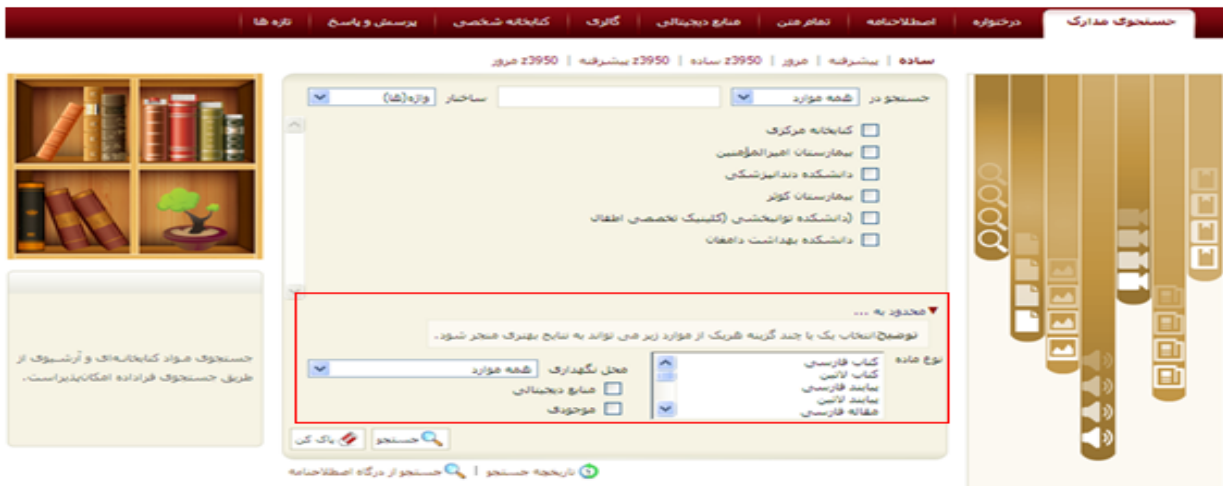 جستجوی مدارک درختواره اصطلاحنامه تمام متن منابع دیجیتالی گالری کتابخانه شخصی پرسش و پاسخ تازه ها
ساده | پیشرفته | مرور | z3950 ساده | z3950 پیشرفته | z3950 مرور
جستجو در همه موارد ساختار واژه(ها)
کتابخانه مرکزی
بیمارستان امیرالمؤمنین
دانشکده دندانپزشکی
بیمارستان کوثر
(دانشکده توانبخشی (کلینیک تخصصی اطفال
دانشکده بهداشت دامغان
محدود به ...
توضیح:انتخاب یک یا چند گزینه هریک از موارد زیر می تواند به نتایج بهتری منجر شود.
نوع ماده
کتاب فارسی
کتاب لاتین
پیایند فارسی
پیایند لاتین
مقاله فارسی
محل نگهداری همه موارد
منابع دیجیتالی
موجودی
جستجو پاک کن
تاریخچه جستجو | جستجو از درگاه اصطلاحنامه
جستجوی مواد کتابخانه‌ای و آرشیوی از
طریق جستجوی فراداده امکان‌پذیراست.